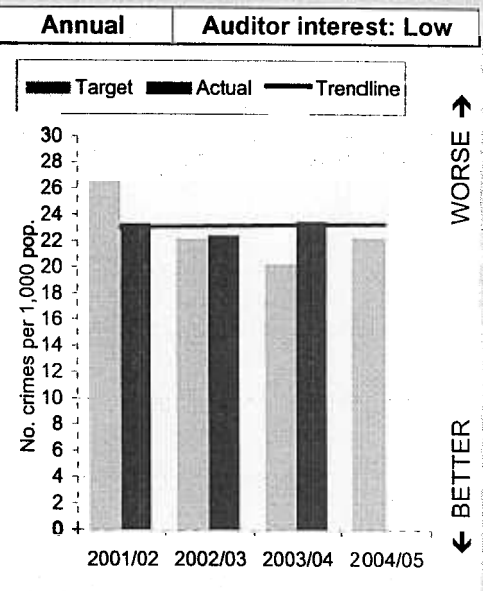 Annual Auditor interest: Low
Target Actual Trendline
WORSE →
No. crimes per 1,000 pop.
30
28
26
24
22
20
18
16
14
12
10
8
6
4
2
0
← BETTER
2001/02 2002/03 2003/04 2004/05